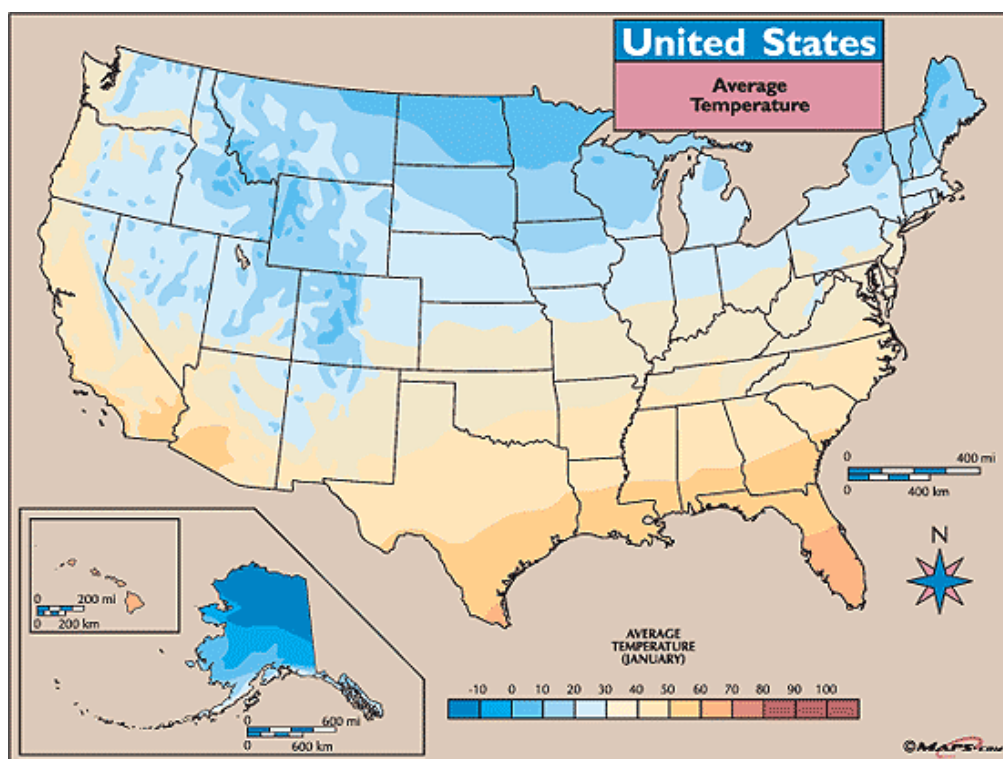 United States
Average
Temperature
0 400 mi
0 400 km
N
0 200 mi
0 200 km
AVERAGE
TEMPERATURE
(JANUARY)
-10 0 10 20 30 40 50 60 70 80 90 100
0 600 mi
0 600 km
©MAPS.COM